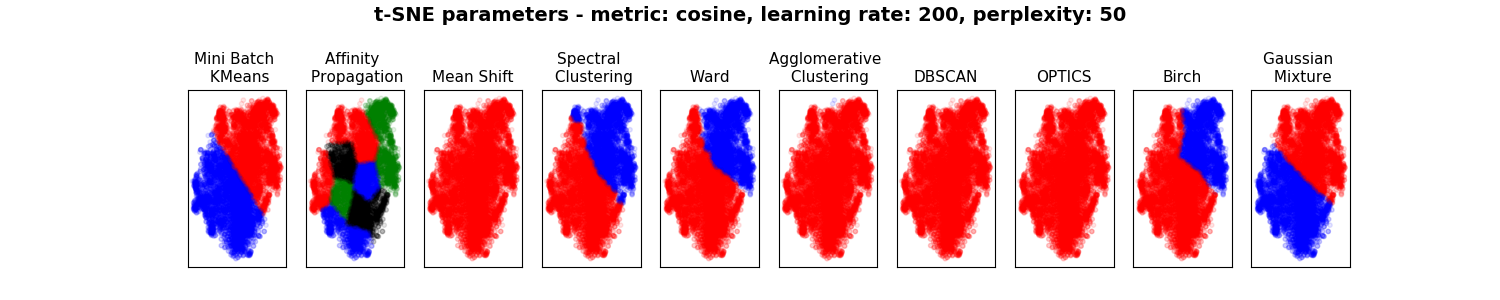 t-SNE parameters - metric: cosine, learning rate: 200, perplexity: 50
Mini Batch
KMeans
Affinity
Propagation
Mean Shift
Spectral
Clustering
Ward
Agglomerative
Clustering
DBSCAN
OPTICS
Birch
Gaussian
Mixture